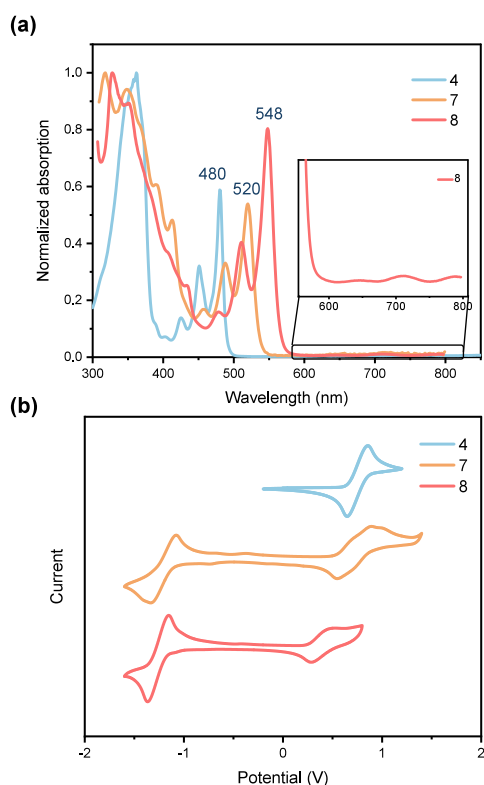 (a)
Normalized absorption
1.0
0.8
0.6
0.4
0.2
0.0
300 400 500 600 700 800
Wavelength (nm)
480
520
548
4
7
8
8
600 700 800
(b)
Current
4
7
8
-2 -1 0 1 2
Potential (V)